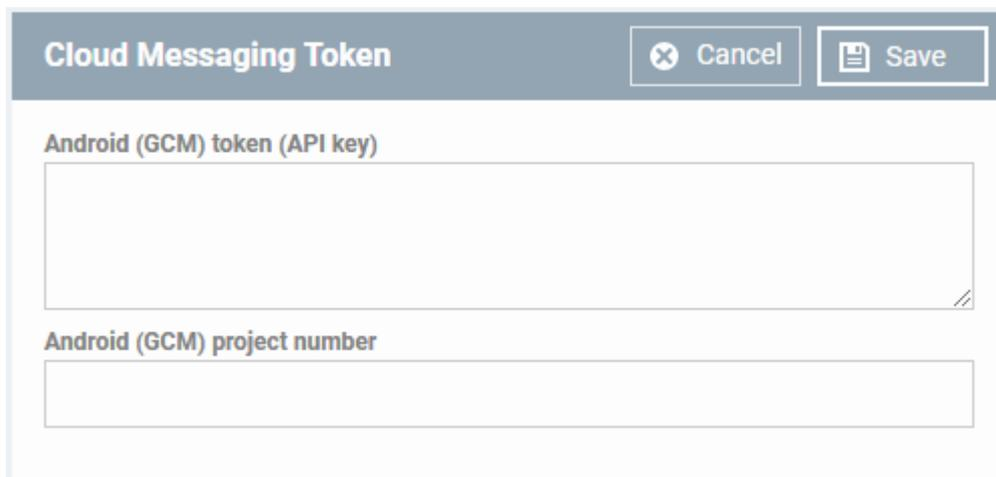 Cloud Messaging Token
Cancel
Save
Android (GCM) token (API key)
Android (GCM) project number